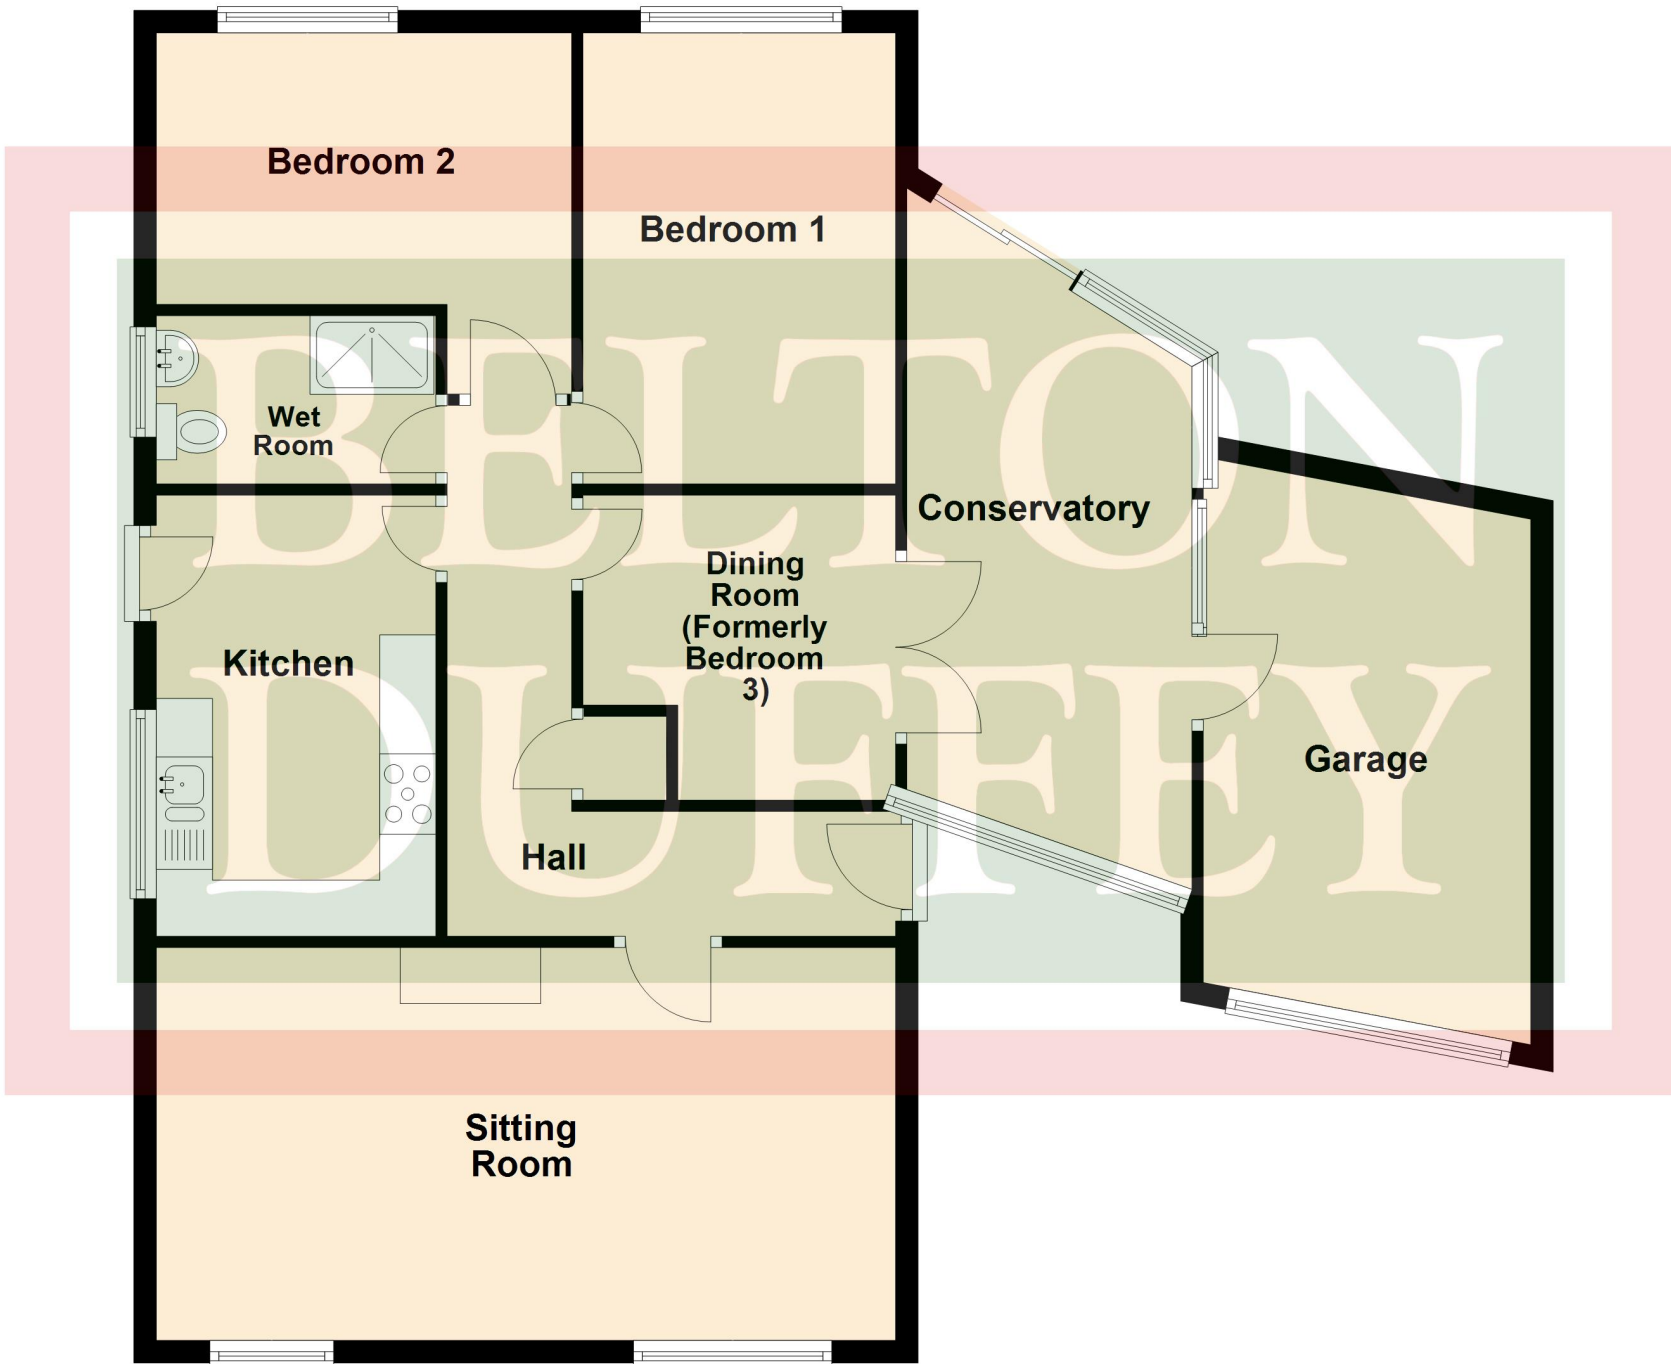 Bedroom 2
Bedroom 1
Wet
Room
Conservatory
Dining
Room
(Formerly
Bedroom
3)
Kitchen
Garage
Hall
Sitting
Room
BELTON
DUFFEY